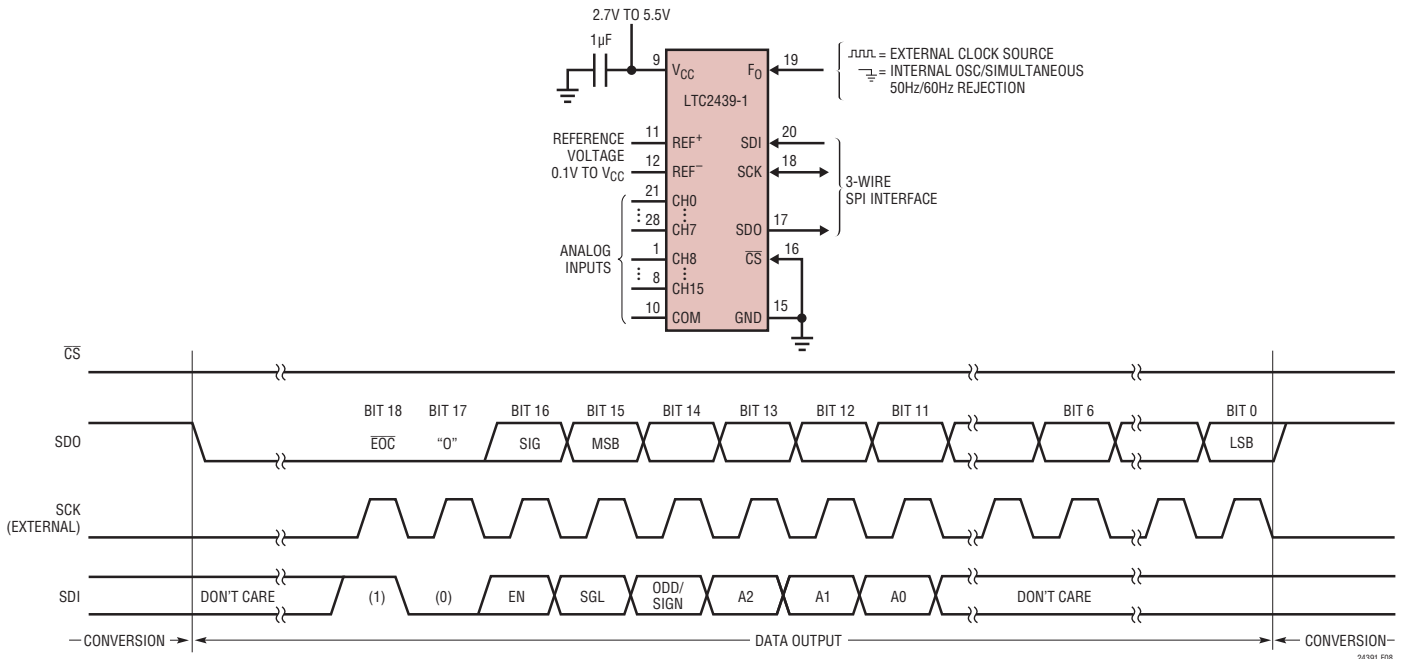 2.7V TO 5.5V
1µF
9
VCC
FO
19
= EXTERNAL CLOCK SOURCE
= INTERNAL OSC/SIMULTANEOUS
50Hz/60Hz REJECTION
LTC2439-1
REFERENCE
VOLTAGE
0.1V TO VCC
11
REF+
12
REF–
SDI
20
SCK
18
3-WIRE
SPI INTERFACE
ANALOG
INPUTS
21
CH0
28
CH7
SDO
17
1
CH8
CS
16
8
CH15
10
COM
GND
15
CS
BIT 18
BIT 17
BIT 16
BIT 15
BIT 14
BIT 13
BIT 12
BIT 11
BIT 6
BIT 0
SDO
EOC
“O”
SIG
MSB
LSB
SCK
(EXTERNAL)
SDI
DON'T CARE
(1)
(0)
EN
SGL
ODD/
SIGN
A2
A1
A0
DON'T CARE
CONVERSION
DATA OUTPUT
CONVERSION
24391 F08